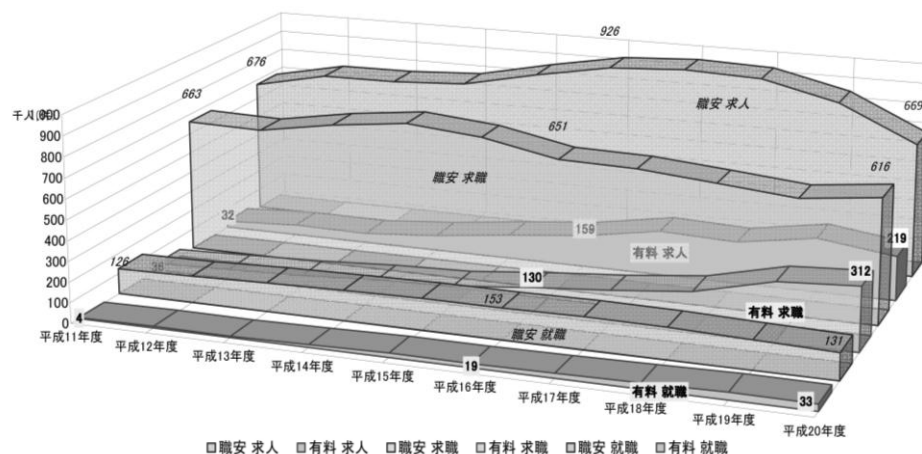 926
676
663
669
千人(件)
1,000
900
800
700
600
500
400
300
200
100
0
職安 求人
651
616
職安 求職
32
159
219
有料 求人
126
36
130
312
有料 求職
153
131
職安 就職
4
19
33
有料 就職
平成11年度
平成12年度
平成13年度
平成14年度
平成15年度
平成16年度
平成17年度
平成18年度
平成19年度
平成20年度
職安 求人 有料 求人 職安 求職 有料 求職 職安 就職 有料 就職